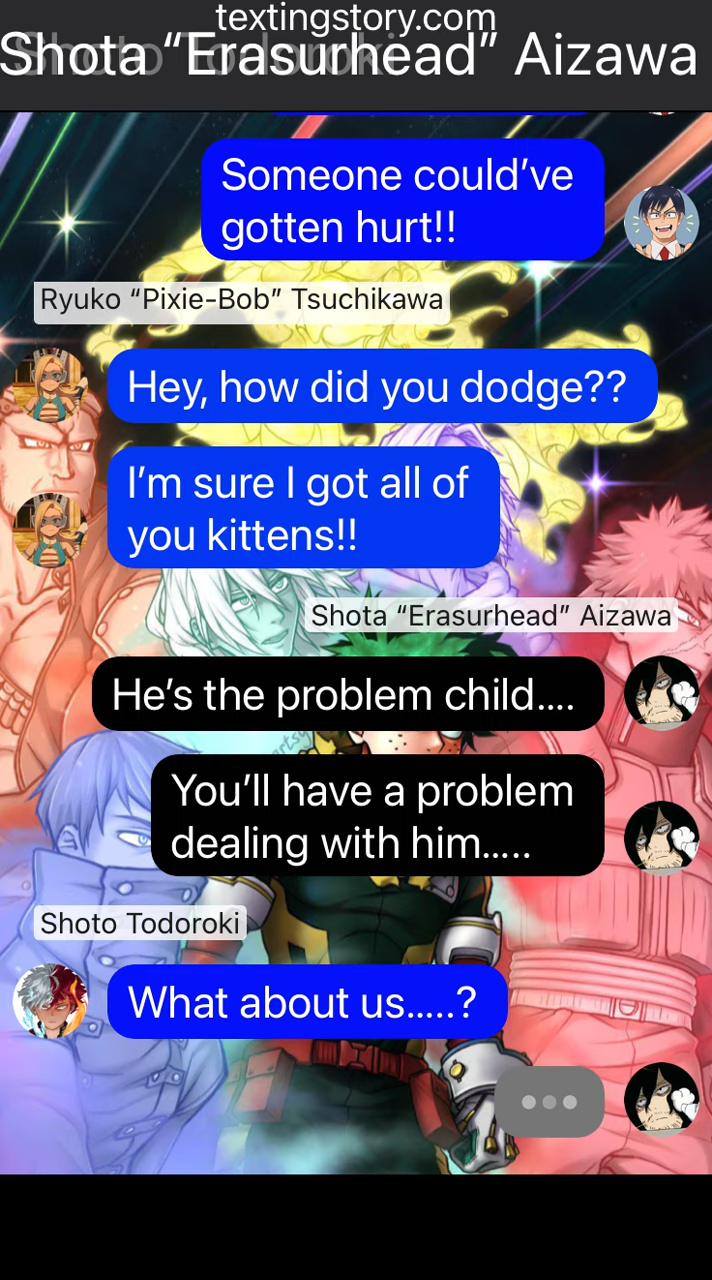 textingstory.com
Shota “Erasurhead” Aizawa
Shoto Todoroki
Someone could’ve
gotten hurt!!
Ryuko “Pixie-Bob” Tsuchikawa
Hey, how did you dodge??
I’m sure I got all of
you kittens!!
Shota “Erasurhead” Aizawa
He’s the problem child....
You’ll have a problem
dealing with him.....
Shoto Todoroki
What about us.....?